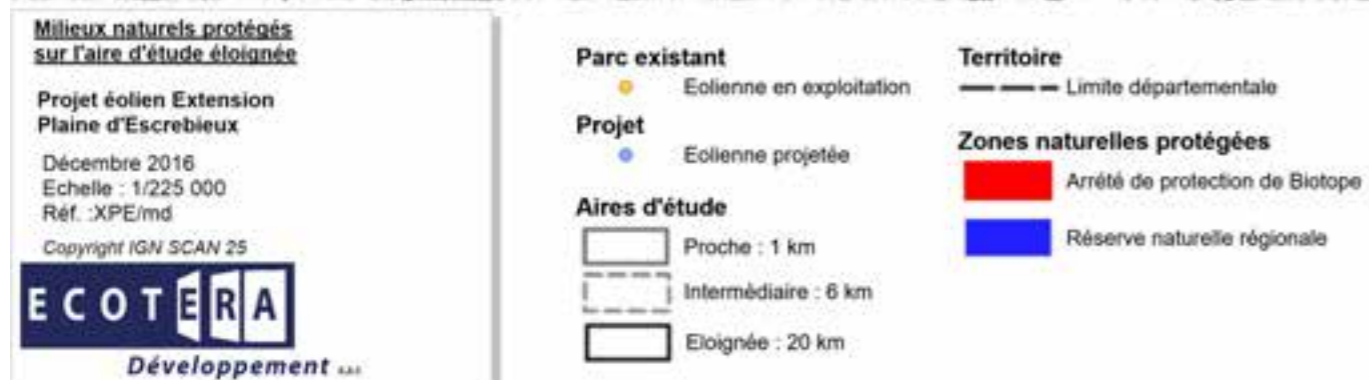 Milieux naturels protégés
sur l'aire d'étude éloignée
Projet éolien Extension
Plaine d'Escrebieux
Décembre 2016
Echelle : 1/225 000
Réf. :XPE/md
Copyright IGN SCAN 25
ECOTERA
Développement
Parc existant
Eolienne en exploitation
Projet
Eolienne projetée
Aires d'étude
Proche : 1 km
Intermédiaire : 6 km
Eloignée : 20 km
Territoire
Limite départementale
Zones naturelles protégées
Arrété de protection de Biotope
Réserve naturelle régionale